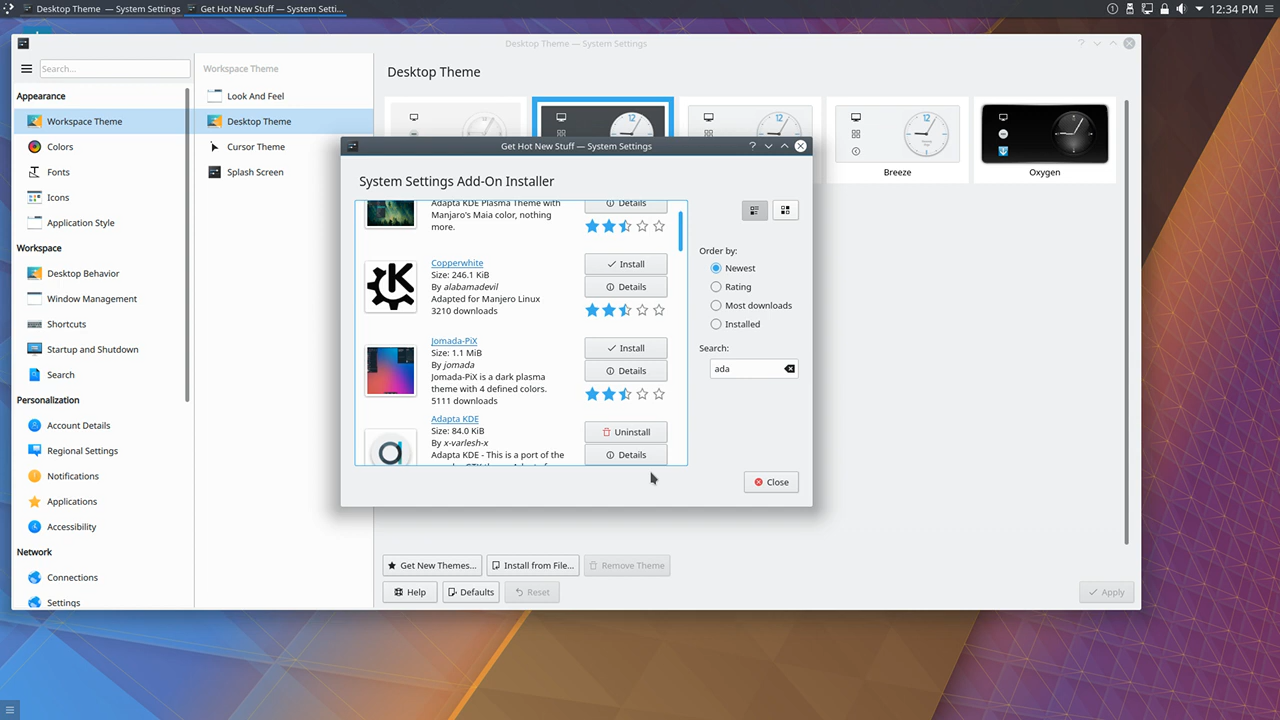 Desktop Theme — System Settings
Get Hot New Stuff — System Setti...
12:34 PM
Desktop Theme — System Settings
Search...
Appearance
Workspace Theme
Colors
Fonts
Icons
Application Style
Workspace
Desktop Behavior
Window Management
Shortcuts
Startup and Shutdown
Search
Personalization
Account Details
Regional Settings
Notifications
Applications
Accessibility
Network
Connections
Settings
Workspace Theme
Look And Feel
Desktop Theme
Cursor Theme
Splash Screen
Desktop Theme
12
12
12
Breeze
Oxygen
Get Hot New Stuff — System Settings
System Settings Add-On Installer
Adapta KDE Plasma Theme with
Manjaro's Maia color, nothing
more.
Details
Copperwhite
Size: 246.1 KiB
By alabamadevil
Adapted for Manjero Linux
3210 downloads
Install
Details
Jomada-PiX
Size: 1.1 MiB
By jomada
Jomada-PiX is a dark plasma
theme with 4 defined colors.
5111 downloads
Install
Details
Adapta KDE
Size: 84.0 KiB
By x-varlesh-x
Adapta KDE - This is a part of the
Uninstall
Details
Order by:
Newest
Rating
Most downloads
Installed
Search:
ada
Close
Get New Themes...
Install from File...
Remove Theme
Help
Defaults
Reset
Apply